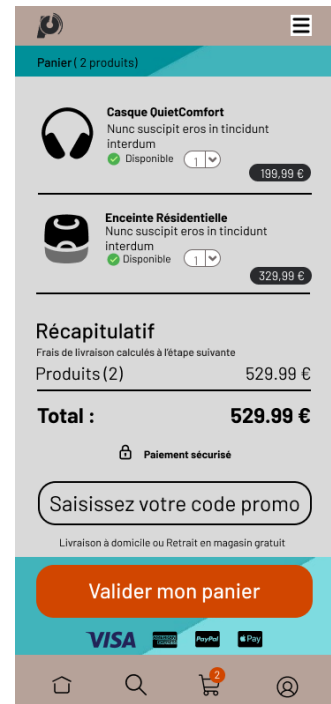 Panier ( 2 produits)
Casque QuietComfort
Nunc suscipit eros in tincidunt
interdum
Disponible 1
199,99 €
Enceinte Résidentielle
Nunc suscipit eros in tincidunt
interdum
Disponible 1
329,99 €
Récapitulatif
Frais de livraison calculés à l'étape suivante
Produits (2) 529.99 €
Total : 529.99 €
Paiement sécurisé
Saisissez votre code promo
Livraison à domicile ou Retrait en magasin gratuit
Valider mon panier
VISA AMERICAN EXPRESS PayPal Pay
2